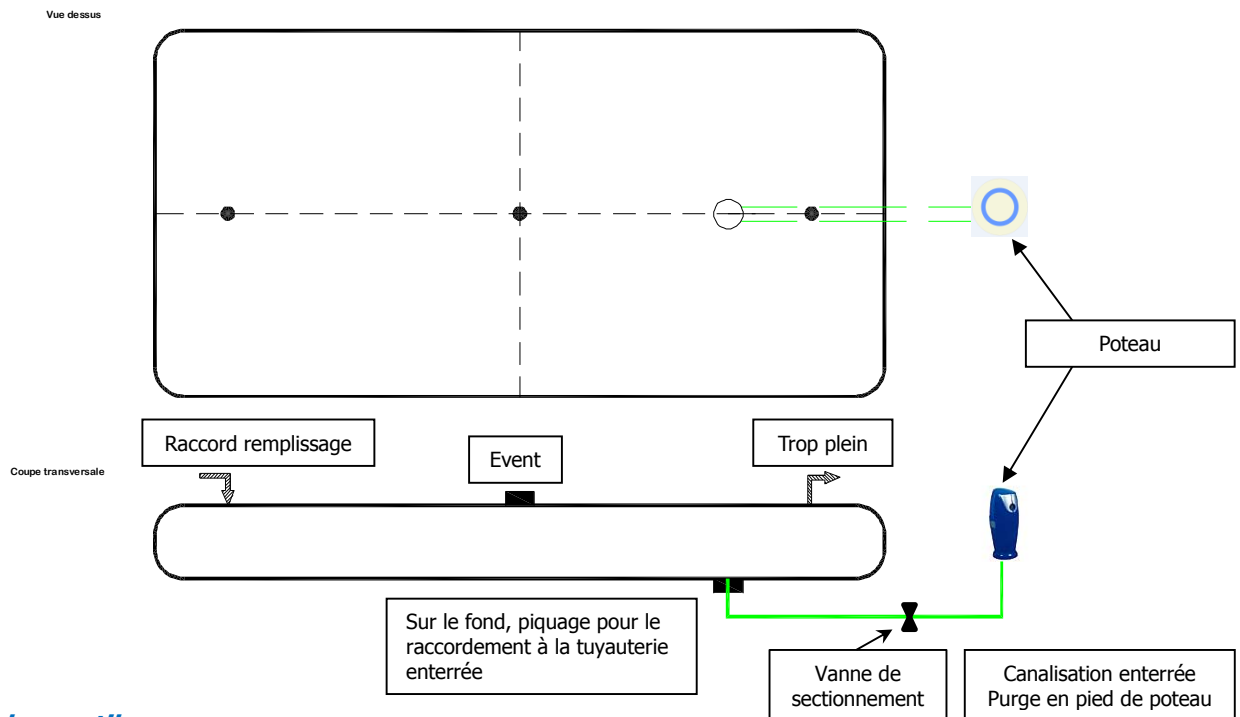 Vue dessus
Poteau
Raccord remplissage
Event
Trop plein
Coupe transversale
Sur le fond, piquage pour le
raccordement à la tuyauterie
enterrée
Vanne de
sectionnement
Canalisation enterrée
Purge en pied de poteau